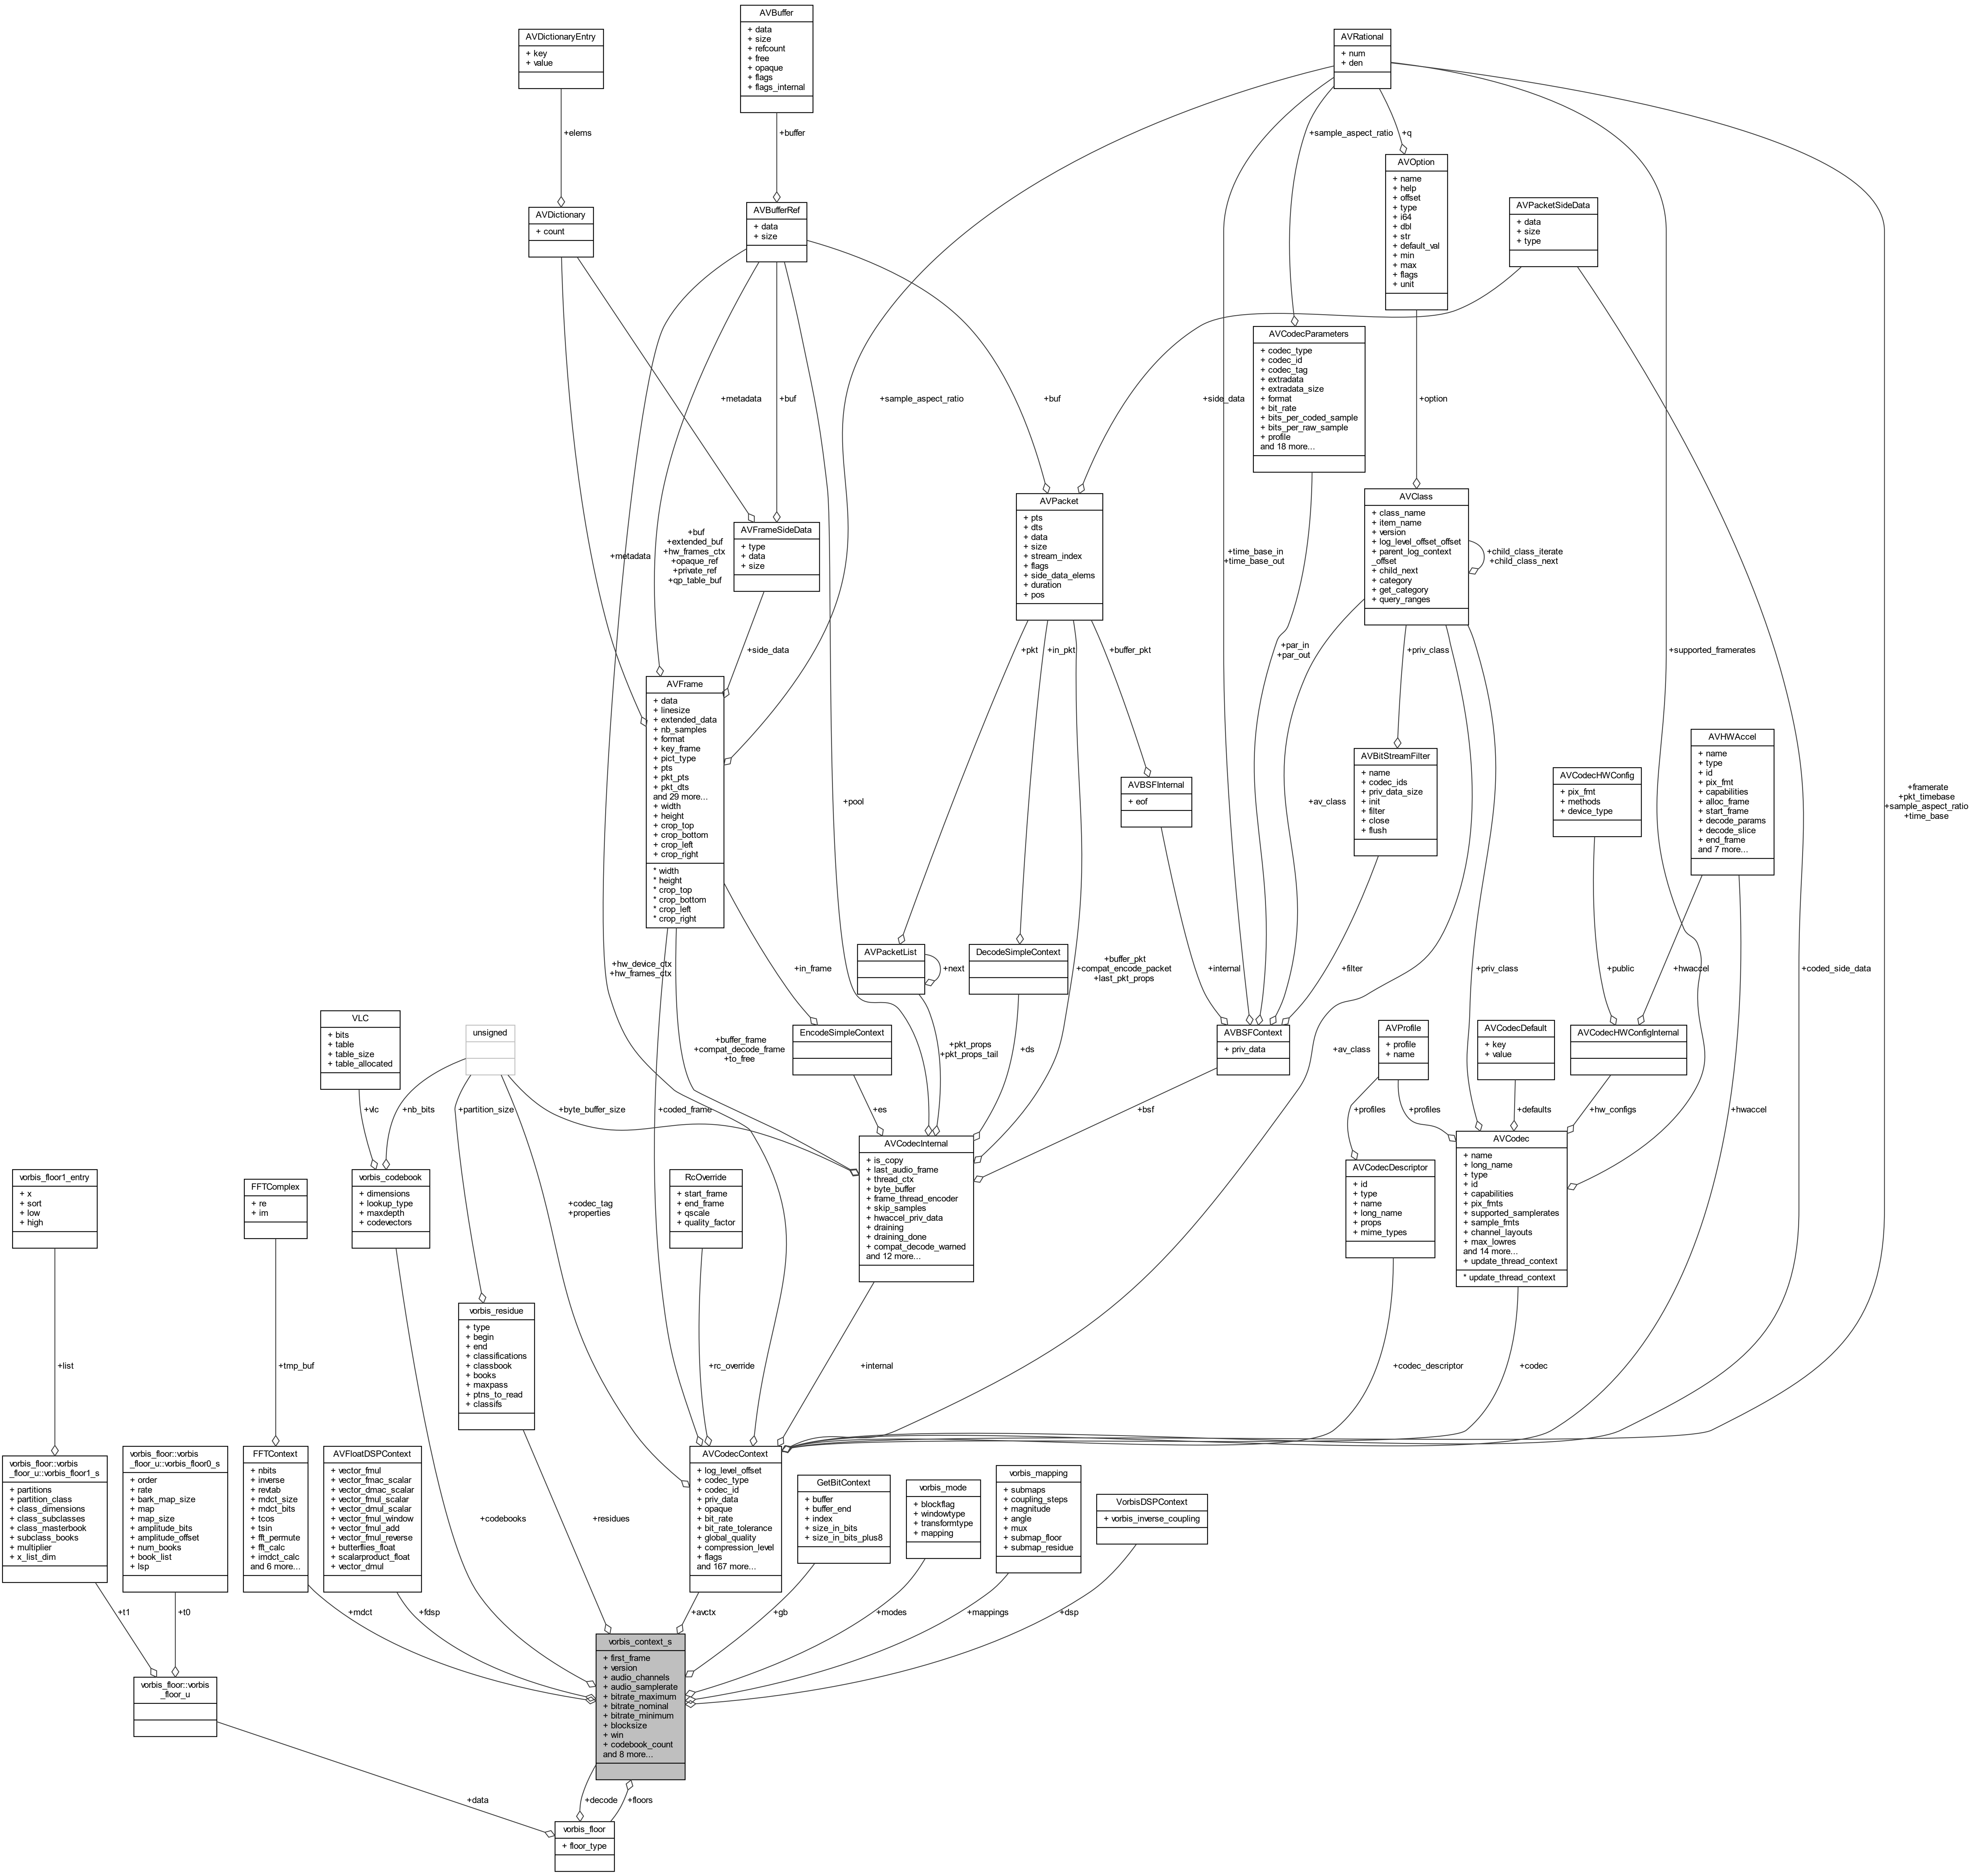 AVBuffer
+ data
+ size
+ refcount
+ free
+ opaque
+ flags
+ flags_internal
AVDictionaryEntry
+ key
+ value
AVRational
+ num
+ den
+elems
+buffer
+sample_aspect_ratio
+q
AVOption
+ name
+ help
+ offset
+ type
+ i64
+ dbl
+ str
+ default_val
+ min
+ max
+ flags
+ unit
AVPacketSideData
+ data
+ size
+ type
AVDictionary
+ count
AVBufferRef
+ data
+ size
AVCodecParameters
+ codec_type
+ codec_id
+ codec_tag
+ extradata
+ extradata_size
+ format
+ bit_rate
+ bits_per_coded_sample
+ bits_per_raw_sample
+ profile
and 18 more...
+metadata
+buf
+sample_aspect_ratio
+buf
+side_data
+option
AVPacket
+ pts
+ dts
+ data
+ size
+ stream_index
+ flags
+ side_data_elems
+ duration
+ pos
AVClass
+ class_name
+ item_name
+ version
+ log_level_offset_offset
+ parent_log_context
_offset
+ child_next
+ category
+ get_category
+ query_ranges
+child_class_iterate
+child_class_next
AVFrameSideData
+ type
+ data
+ size
+metadata
+buf
+extended_buf
+hw_frames_ctx
+opaque_ref
+private_ref
+qp_table_buf
+time_base_in
+time_base_out
+side_data
+pkt
+in_pkt
+buffer_pkt
+par_in
+par_out
+priv_class
+supported_framerates
AVFrame
+ data
+ linesize
+ extended_data
+ nb_samples
+ format
+ key_frame
+ pict_type
+ pts
+ pkt_pts
+ pkt_dts
and 29 more...
+ width
+ height
+ crop_top
+ crop_bottom
+ crop_left
+ crop_right
* width
* height
* crop_top
* crop_bottom
* crop_left
* crop_right
+pool
AVBSFInternal
+ eof
+av_class
AVBitStreamFilter
+ name
+ codec_ids
+ priv_data_size
+ init
+ filter
+ close
+ flush
AVCodecHWConfig
+ pix_fmt
+ methods
+ device_type
AVHWAccel
+ name
+ type
+ id
+ pix_fmt
+ capabilities
+ alloc_frame
+ start_frame
+ decode_params
+ decode_slice
+ end_frame
and 7 more...
+framerate
+pkt_timebase
+sample_aspect_ratio
+time_base
+hw_device_ctx
+hw_frames_ctx
+in_frame
AVPacketList
+next
DecodeSimpleContext
+buffer_pkt
+compat_encode_packet
+last_pkt_props
+internal
+filter
+priv_class
+public
+hwaccel
+coded_side_data
VLC
+ bits
+ table
+ table_size
+ table_allocated
unsigned
+buffer_frame
+compat_decode_frame
+to_free
EncodeSimpleContext
+pkt_props
+pkt_props_tail
+ds
AVBSFContext
+ priv_data
+av_class
AVProfile
+ profile
+ name
AVCodecDefault
+ key
+ value
AVCodecHWConfigInternal
+vlc
+nb_bits
+partition_size
+byte_buffer_size
+coded_frame
+es
+bsf
+profiles
+profiles
+defaults
+hw_configs
+hwaccel
vorbis_floor1_entry
+ x
+ sort
+ low
+ high
FFTComplex
+ re
+ im
vorbis_codebook
+ dimensions
+ lookup_type
+ maxdepth
+ codevectors
+codec_tag
+properties
RcOverride
+ start_frame
+ end_frame
+ qscale
+ quality_factor
AVCodecInternal
+ is_copy
+ last_audio_frame
+ thread_ctx
+ byte_buffer
+ frame_thread_encoder
+ skip_samples
+ hwaccel_priv_data
+ draining
+ draining_done
+ compat_decode_warned
and 12 more...
AVCodecDescriptor
+ id
+ type
+ name
+ long_name
+ props
+ mime_types
AVCodec
+ name
+ long_name
+ type
+ id
+ capabilities
+ pix_fmts
+ supported_samplerates
+ sample_fmts
+ channel_layouts
+ max_lowres
and 14 more...
+ update_thread_context
* update_thread_context
+list
+tmp_buf
vorbis_residue
+ type
+ begin
+ end
+ classifications
+ classbook
+ books
+ maxpass
+ ptns_to_read
+ classifs
+rc_override
+internal
+codec_descriptor
+codec
vorbis_floor::vorbis
_floor_u::vorbis_floor1_s
+ partitions
+ partition_class
+ class_dimensions
+ class_subclasses
+ class_masterbook
+ subclass_books
+ multiplier
+ x_list_dim
vorbis_floor::vorbis
_floor_u::vorbis_floor0_s
+ order
+ rate
+ bark_map_size
+ map
+ map_size
+ amplitude_bits
+ amplitude_offset
+ num_books
+ book_list
+ lsp
FFTContext
+ nbits
+ inverse
+ revtab
+ mdct_size
+ mdct_bits
+ tcos
+ tsin
+ fft_permute
+ fft_calc
+ imdct_calc
and 6 more...
AVFloatDSPContext
+ vector_fmul
+ vector_fmac_scalar
+ vector_dmac_scalar
+ vector_fmul_scalar
+ vector_dmul_scalar
+ vector_fmul_window
+ vector_fmul_add
+ vector_fmul_reverse
+ butterflies_float
+ scalarproduct_float
+ vector_dmul
+codebooks
+residues
AVCodecContext
+ log_level_offset
+ codec_type
+ codec_id
+ priv_data
+ opaque
+ bit_rate
+ bit_rate_tolerance
+ global_quality
+ compression_level
+ flags
and 167 more...
GetBitContext
+ buffer
+ buffer_end
+ index
+ size_in_bits
+ size_in_bits_plus8
vorbis_mode
+ blockflag
+ windowtype
+ transformtype
+ mapping
vorbis_mapping
+ submaps
+ coupling_steps
+ magnitude
+ angle
+ mux
+ submap_floor
+ submap_residue
VorbisDSPContext
+ vorbis_inverse_coupling
+t1
+t0
+mdct
+fdsp
+avctx
+gb
+modes
+mappings
+dsp
vorbis_floor::vorbis
_floor_u
vorbis_context_s
+ first_frame
+ version
+ audio_channels
+ audio_samplerate
+ bitrate_maximum
+ bitrate_nominal
+ bitrate_minimum
+ blocksize
+ win
+ codebook_count
and 8 more...
+data
+decode
+floors
vorbis_floor
+ floor_type